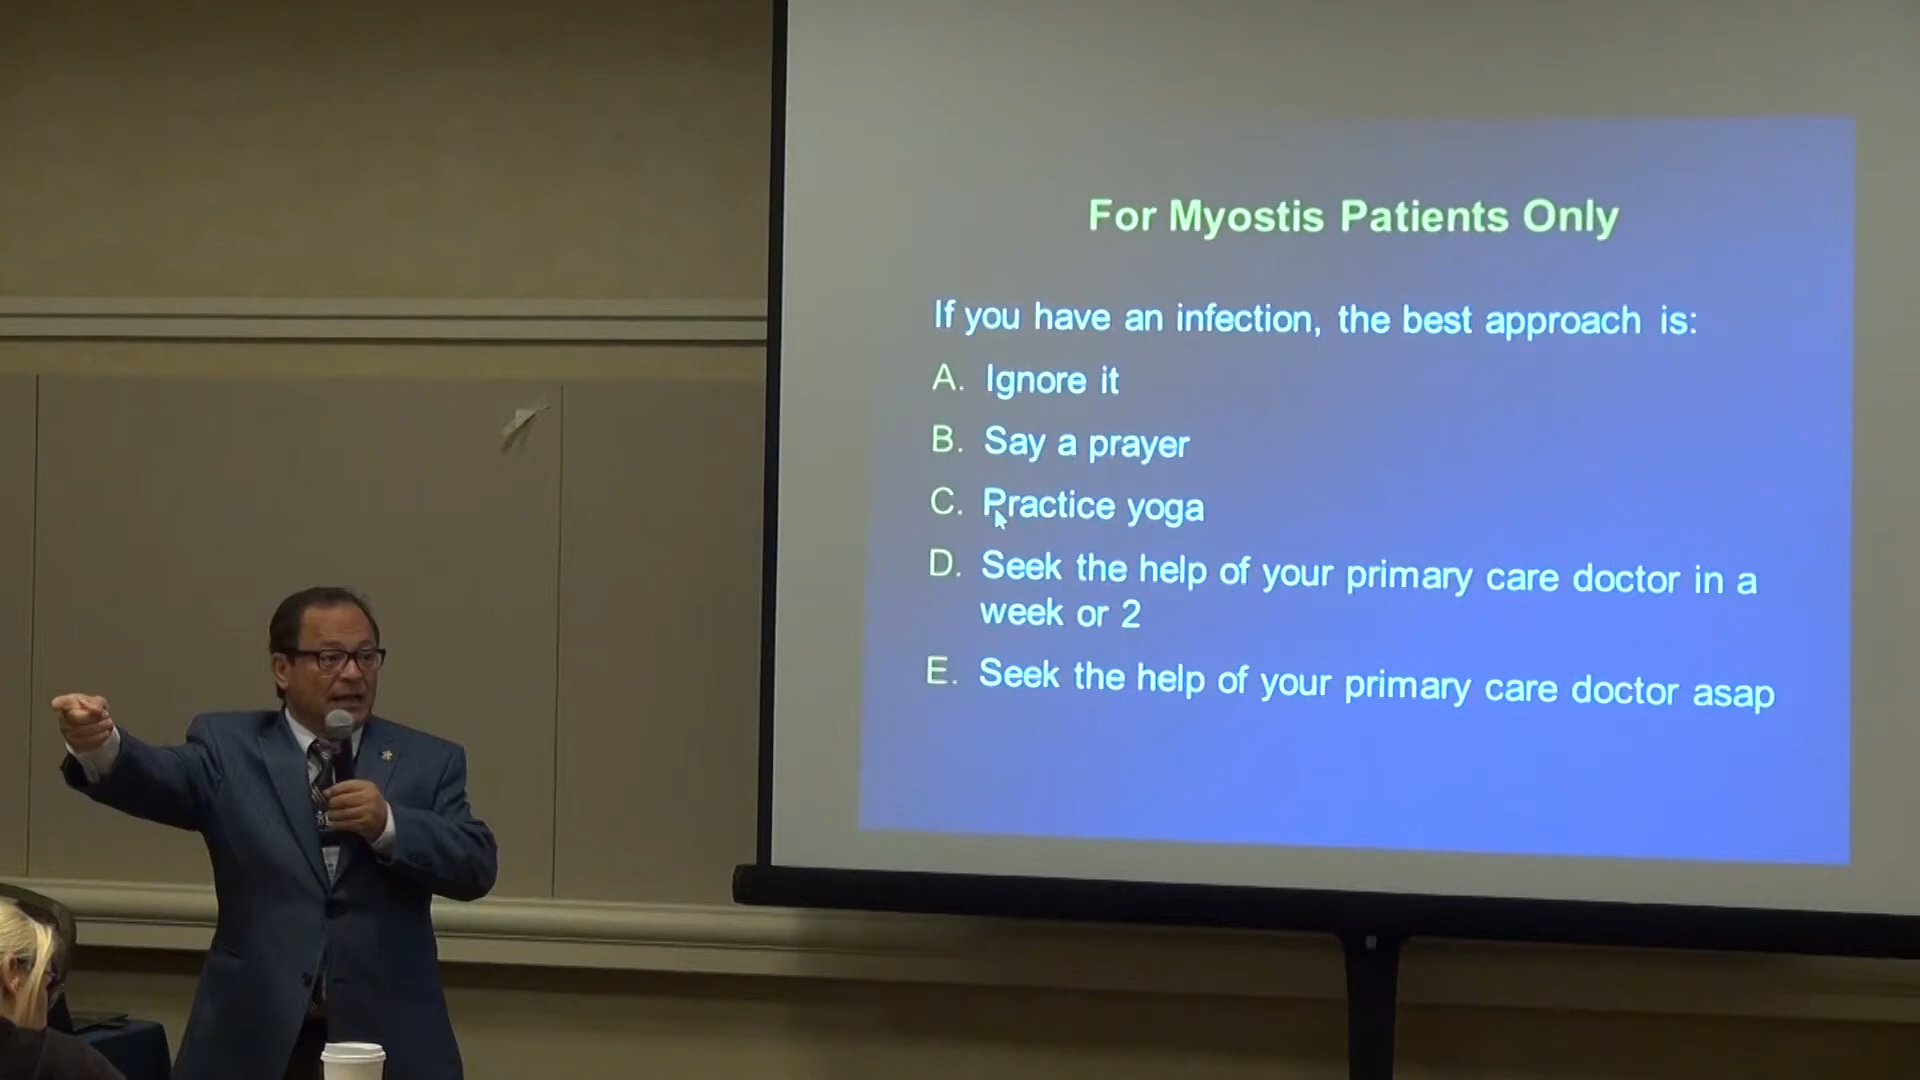 For Myostis Patients Only
If you have an infection, the best approach is:
A. Ignore it
B. Say a prayer
C. Practice yoga
D. Seek the help of your primary care doctor in a
week or 2
E. Seek the help of your primary care doctor asap